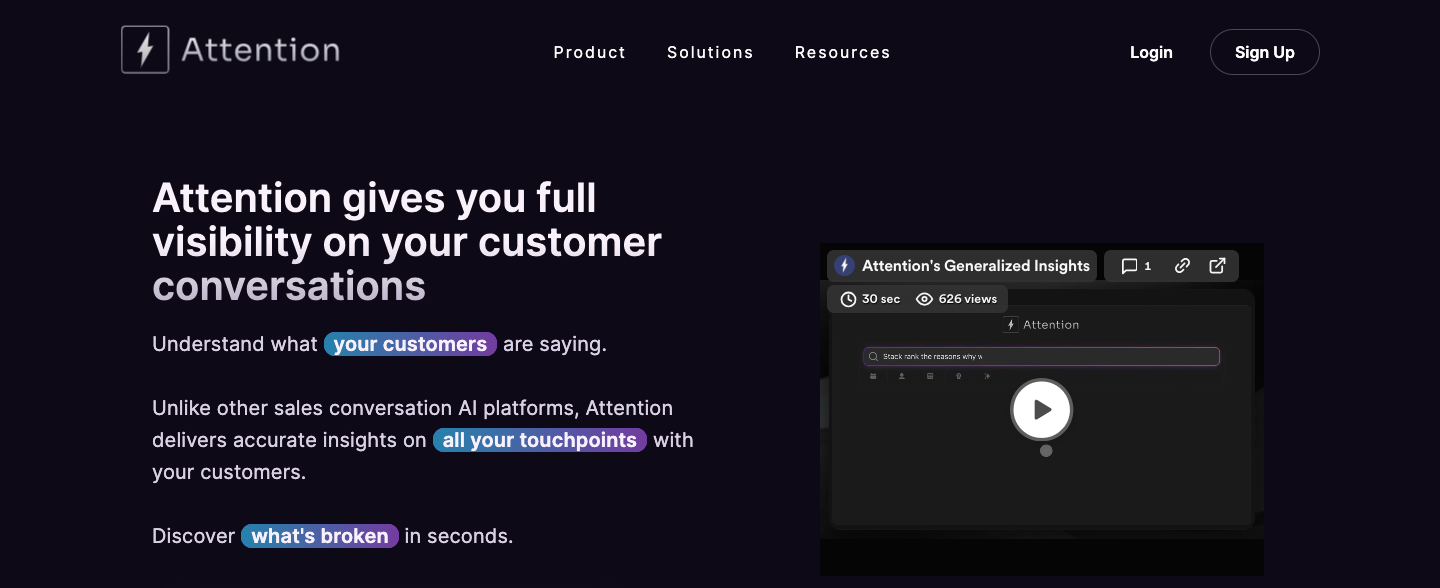 Attention
Product Solutions Resources
Login Sign Up
Attention gives you full
visibility on your customer
conversations
Understand what your customers are saying.
Unlike other sales conversation AI platforms, Attention
delivers accurate insights on all your touchpoints with
your customers.
Discover what's broken in seconds.
Attention's Generalized Insights 1
30 sec 626 views
Attention
Stack rank the reasons why w